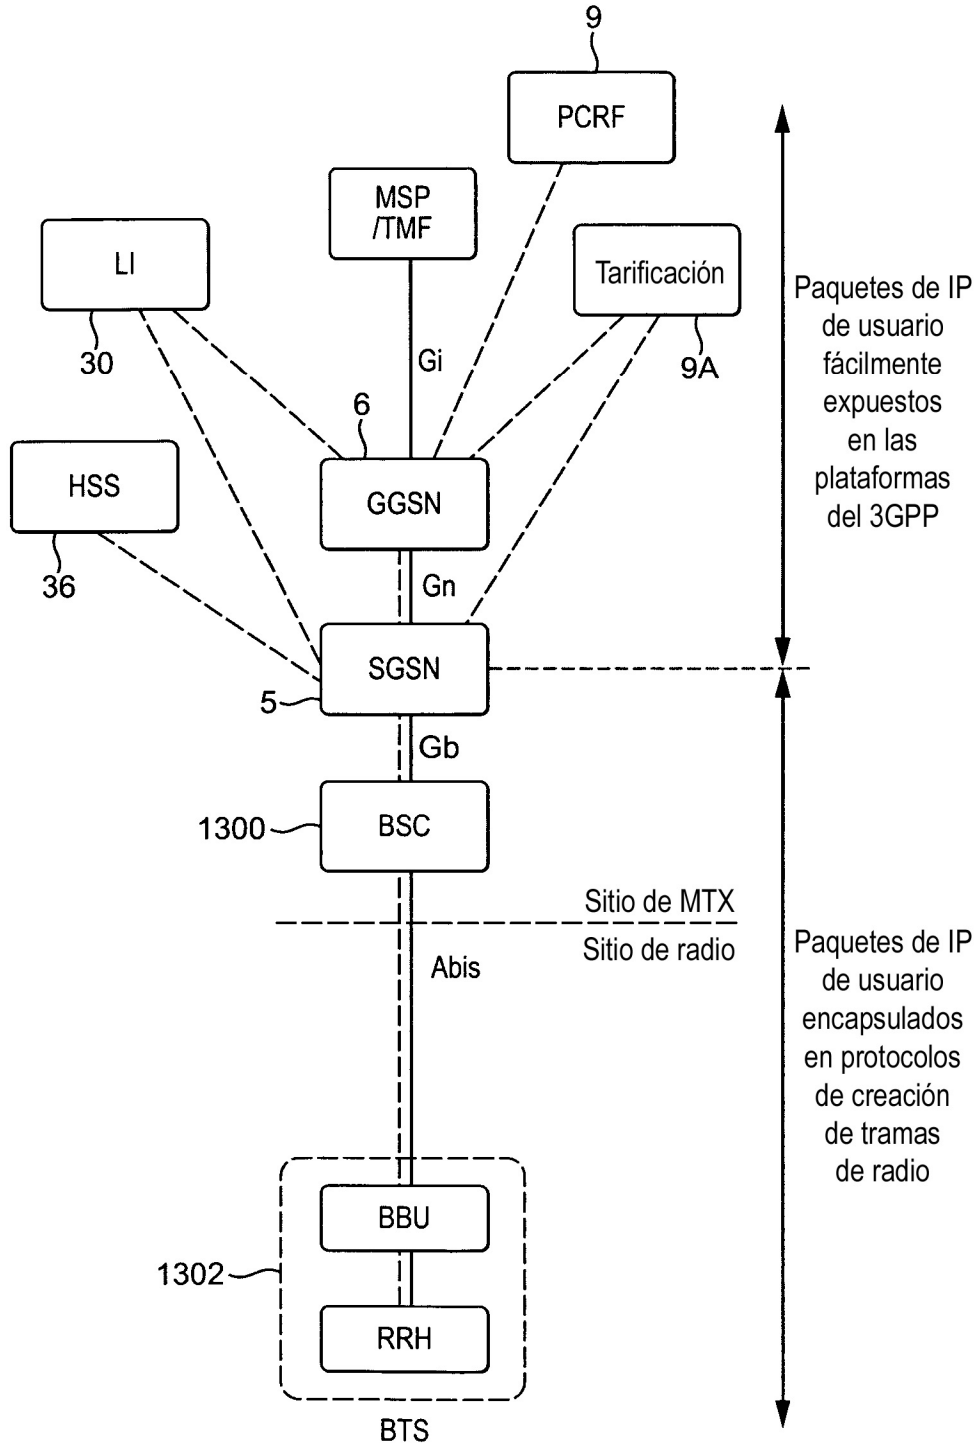 9
PCRF
MSP
/TMF
LI
Tarificación
30
9A
Gi
6
HSS
GGSN
36
Gn
SGSN
5
Gb
1300
BSC
Sitio de MTX
Sitio de radio
Abis
BBU
1302
RRH
BTS
Paquetes de IP
de usuario
fácilmente
expuestos
en las
plataformas
del 3GPP
Paquetes de IP
de usuario
encapsulados
en protocolos
de creación
de tramas
de radio